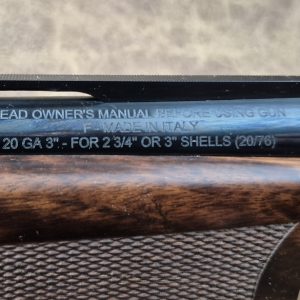 EAD OWNER'S MANUAL BEFORE USING GUN
F - MADE IN ITALY
20 GA 3" - FOR 2 3/4" OR 3" SHELLS (20/76)